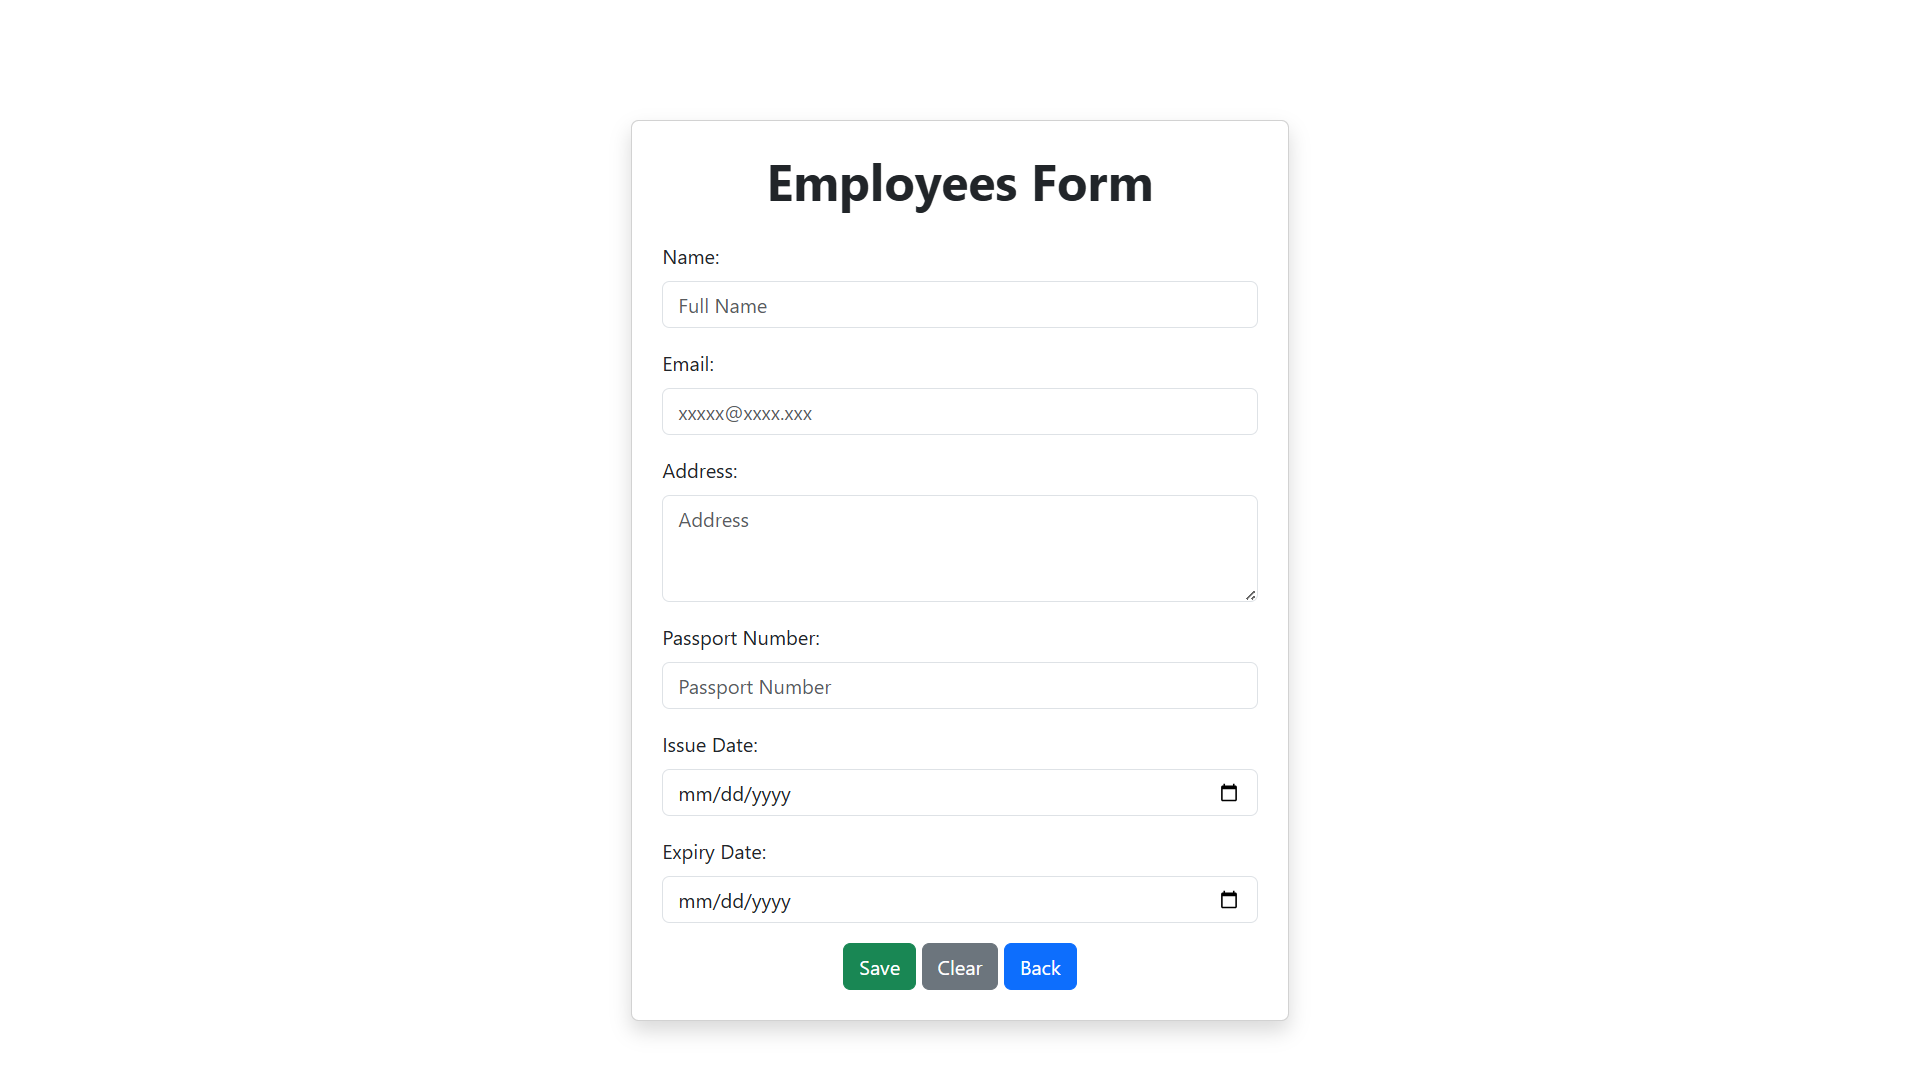 Employees Form
Name:
Full Name
Email:
xxxxx@xxxx.xxx
Address:
Address
Passport Number:
Passport Number
Issue Date:
mm/dd/yyyy
Expiry Date:
mm/dd/yyyy
Save Clear Back